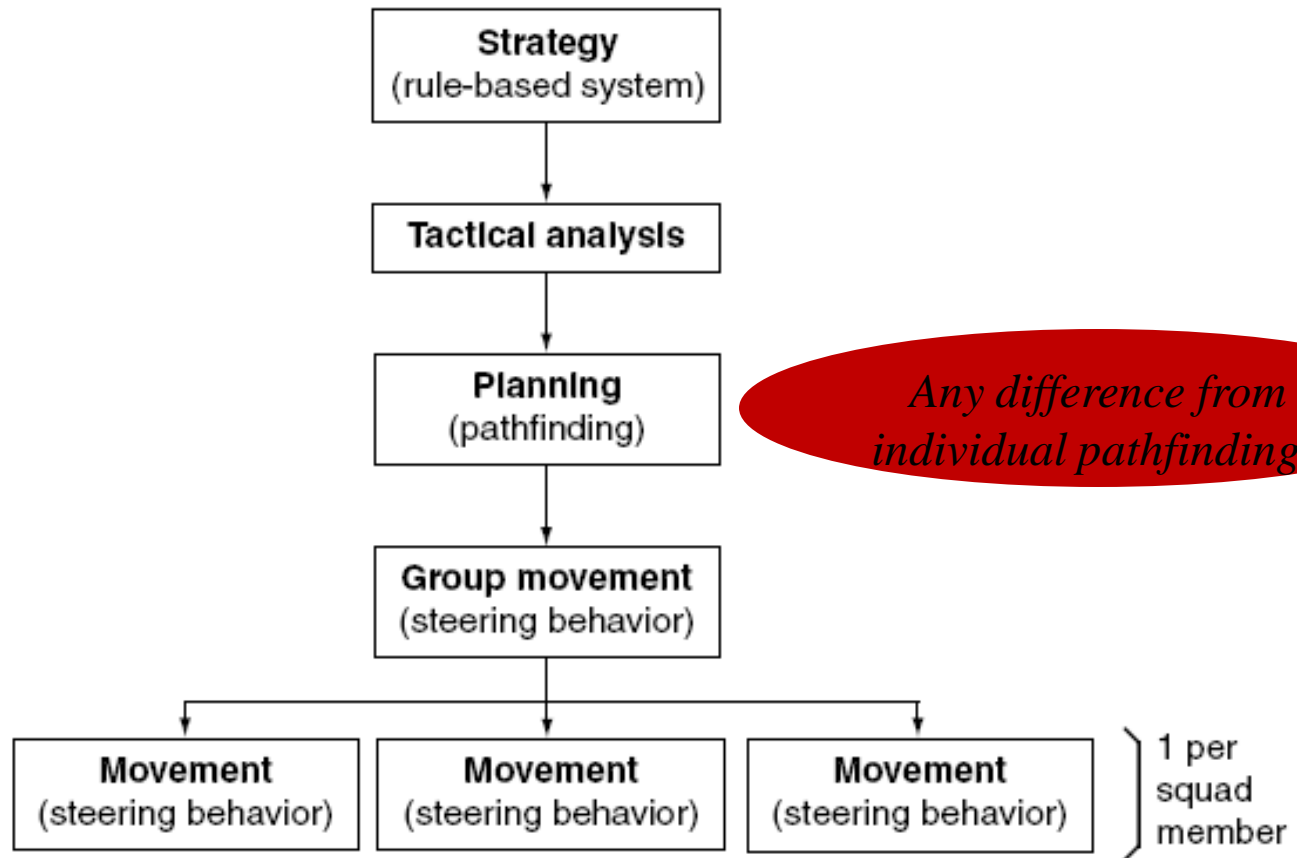 Strategy
(rule-based system)
Tactical analysis
Planning
(pathfinding)
Any difference from
individual pathfinding
Group movement
(steering behavior)
Movement
(steering behavior)
Movement
(steering behavior)
Movement
(steering behavior)
1 per
squad
member